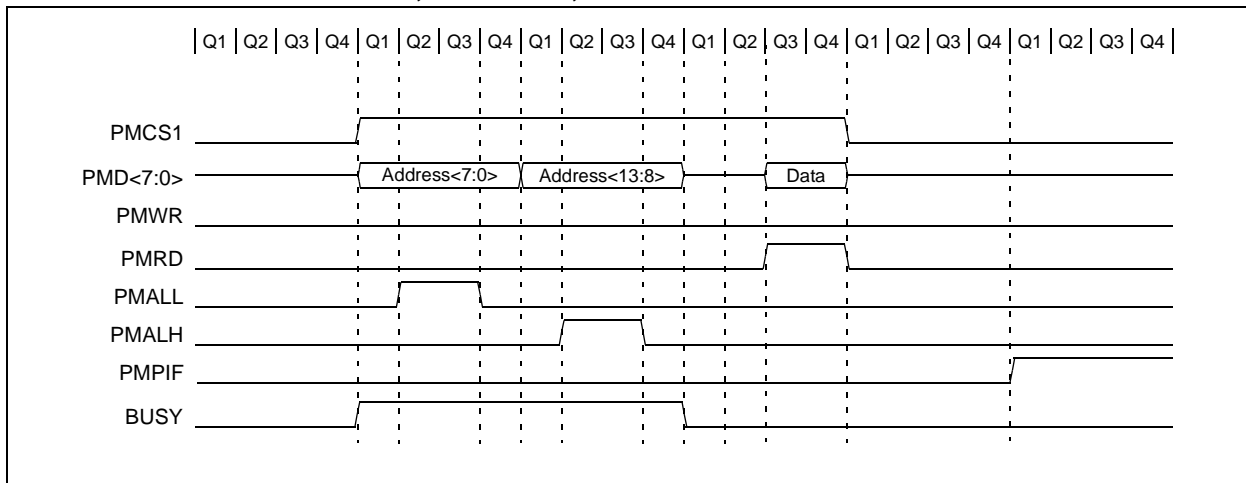 Q1 Q2 Q3 Q4 Q1 Q2 Q3 Q4 Q1 Q2 Q3 Q4 Q1 Q2 Q3 Q4 Q1 Q2 Q3 Q4 Q1 Q2 Q3 Q4
PMCS1
PMD<7:0> Address<7:0> Address<13:8> Data
PMWR
PMRD
PMALL
PMALH
PMPIF
BUSY